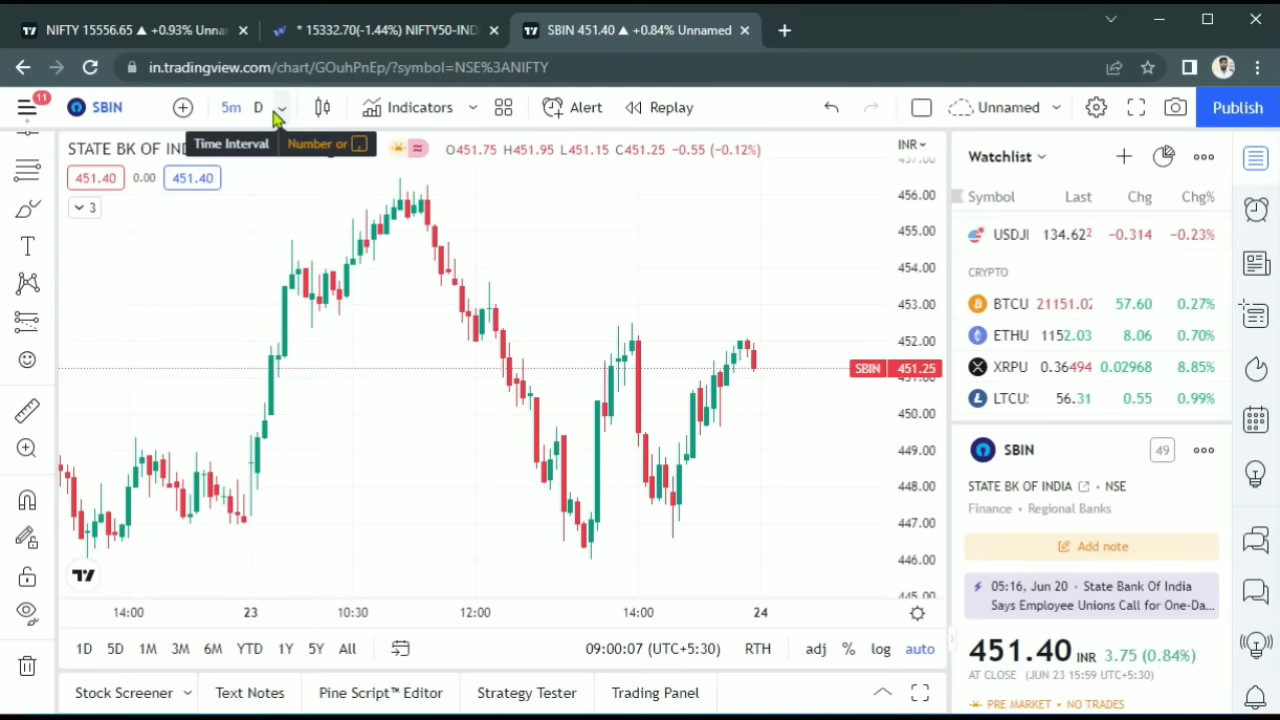 NIFTY 15556.65 ▲ +0.93% Unna
* 15332.70(-1.44%) NIFTY50-IND
SBIN 451.40 ▲ +0.84% Unnamed
in.tradingview.com/chart/GOuhPnEp/?symbol=NSE%3ANIFTY
11
SBIN
5m D
Indicators
Alert
Replay
Unnamed
Publish
Time Interval Number or ,
STATE BK OF IND
O451.75 H451.95 L451.15 C451.25 -0.55 (-0.12%)
INR
451.40 0.00 451.40
3
457.00
456.00
455.00
454.00
453.00
452.00
SBIN 451.25
451.00
450.00
449.00
448.00
447.00
446.00
445.00
14:00 23 10:30 12:00 14:00 24
1D 5D 1M 3M 6M YTD 1Y 5Y All
09:00:07 (UTC+5:30) RTH adj % log auto
Stock Screener Text Notes Pine Script™ Editor Strategy Tester Trading Panel
Watchlist
Symbol Last Chg Chg%
USDJ 134.622 −0.314 −0.23%
CRYPTO
BTCU 21151.02 57.60 0.27%
ETHU 1152.03 8.06 0.70%
XRPU 0.36494 0.02968 8.85%
LTCU 56.31 0.55 0.99%
SBIN 49
STATE BK OF INDIA • NSE
Finance • Regional Banks
Add note
05:16, Jun 20 • State Bank Of India
Says Employee Unions Call for One-Da...
451.40 INR 3.75 (0.84%)
AT CLOSE (JUN 23 15:59 UTC+5:30)
PRE MARKET • NO TRADES